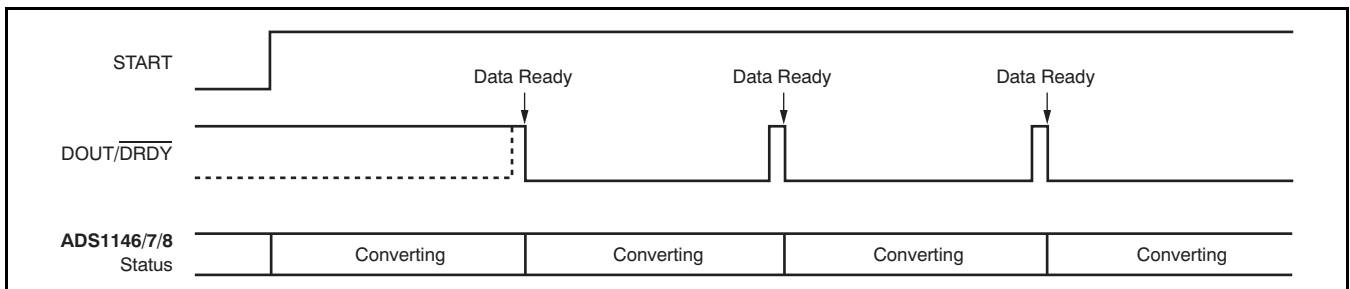 START
Data Ready Data Ready Data Ready
DOUT/DRDY
ADS1146/7/8
Status
Converting Converting Converting Converting